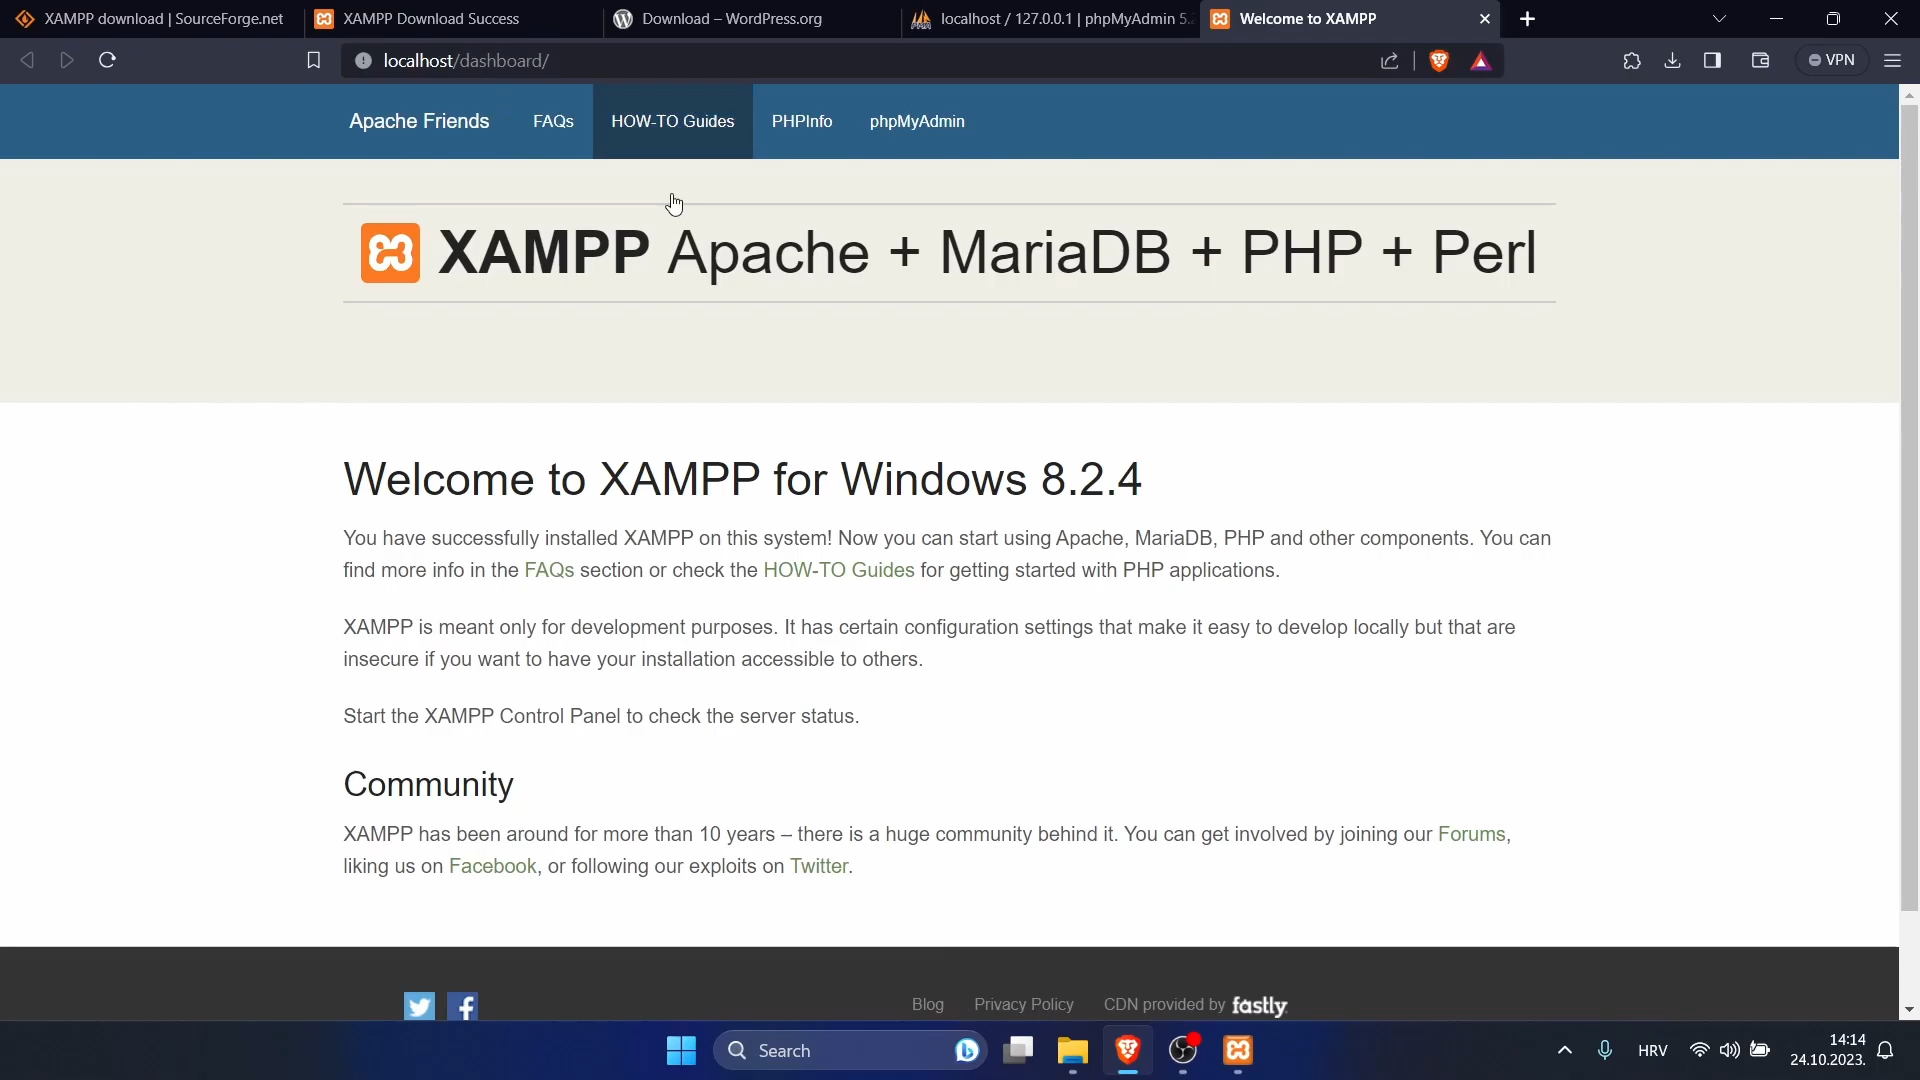 XAMPP download | SourceForge.net
XAMPP Download Success
Download – WordPress.org
localhost / 127.0.0.1 | phpMyAdmin 5.
Welcome to XAMPP
localhost/dashboard/
VPN
Apache Friends
FAQs
HOW-TO Guides
PHPInfo
phpMyAdmin
XAMPP Apache + MariaDB + PHP + Perl
Welcome to XAMPP for Windows 8.2.4
You have successfully installed XAMPP on this system! Now you can start using Apache, MariaDB, PHP and other components. You can
find more info in the FAQs section or check the HOW-TO Guides for getting started with PHP applications.
XAMPP is meant only for development purposes. It has certain configuration settings that make it easy to develop locally but that are
insecure if you want to have your installation accessible to others.
Start the XAMPP Control Panel to check the server status.
Community
XAMPP has been around for more than 10 years – there is a huge community behind it. You can get involved by joining our Forums,
liking us on Facebook, or following our exploits on Twitter.
Blog
Privacy Policy
CDN provided by fastly
Search
HRV
14:14
24.10.2023.